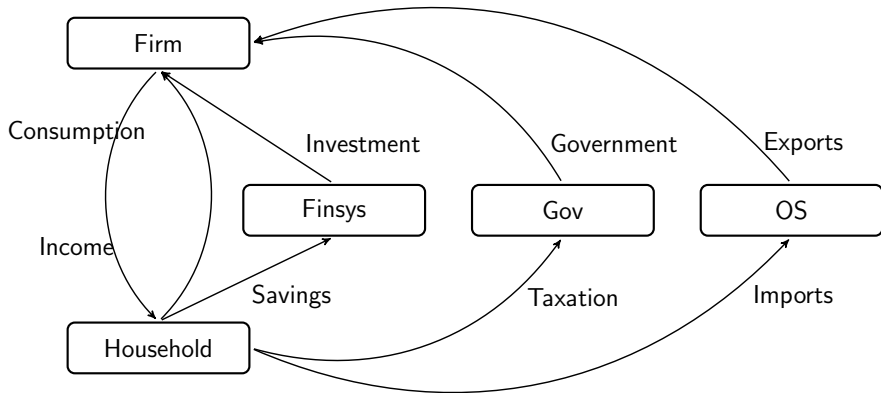 Firm
Consumption
Investment
Government
Exports
Finsys
Gov
OS
Income
Savings
Taxation
Imports
Household